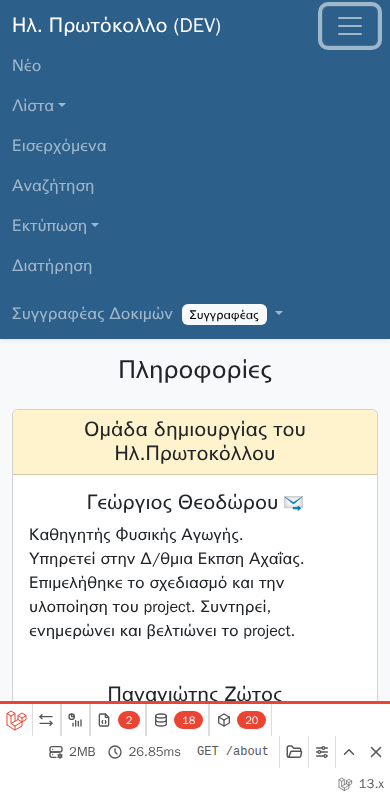 Ηλ. Πρωτόκολλο (DEV)
Νέο
Λίστα
Εισερχόμενα
Αναζήτηση
Εκτύπωση
Διατήρηση
Συγγραφέας Δοκιμών Συγγραφέας
Πληροφορίες
Ομάδα δημιουργίας του
Ηλ.Πρωτοκόλλου
Γεώργιος Θεοδώρου
Καθηγητής Φυσικής Αγωγής.
Υπηρετεί στην Δ/θμια Εκπση Αχαΐας.
Επιμελήθηκε το σχεδιασμό και την
υλοποίηση του project. Συντηρεί,
ενημερώνει και βελτιώνει το project.
Παναγιώτης Ζώτος
2 18 20
2MB 26.85ms GET /about
13.x